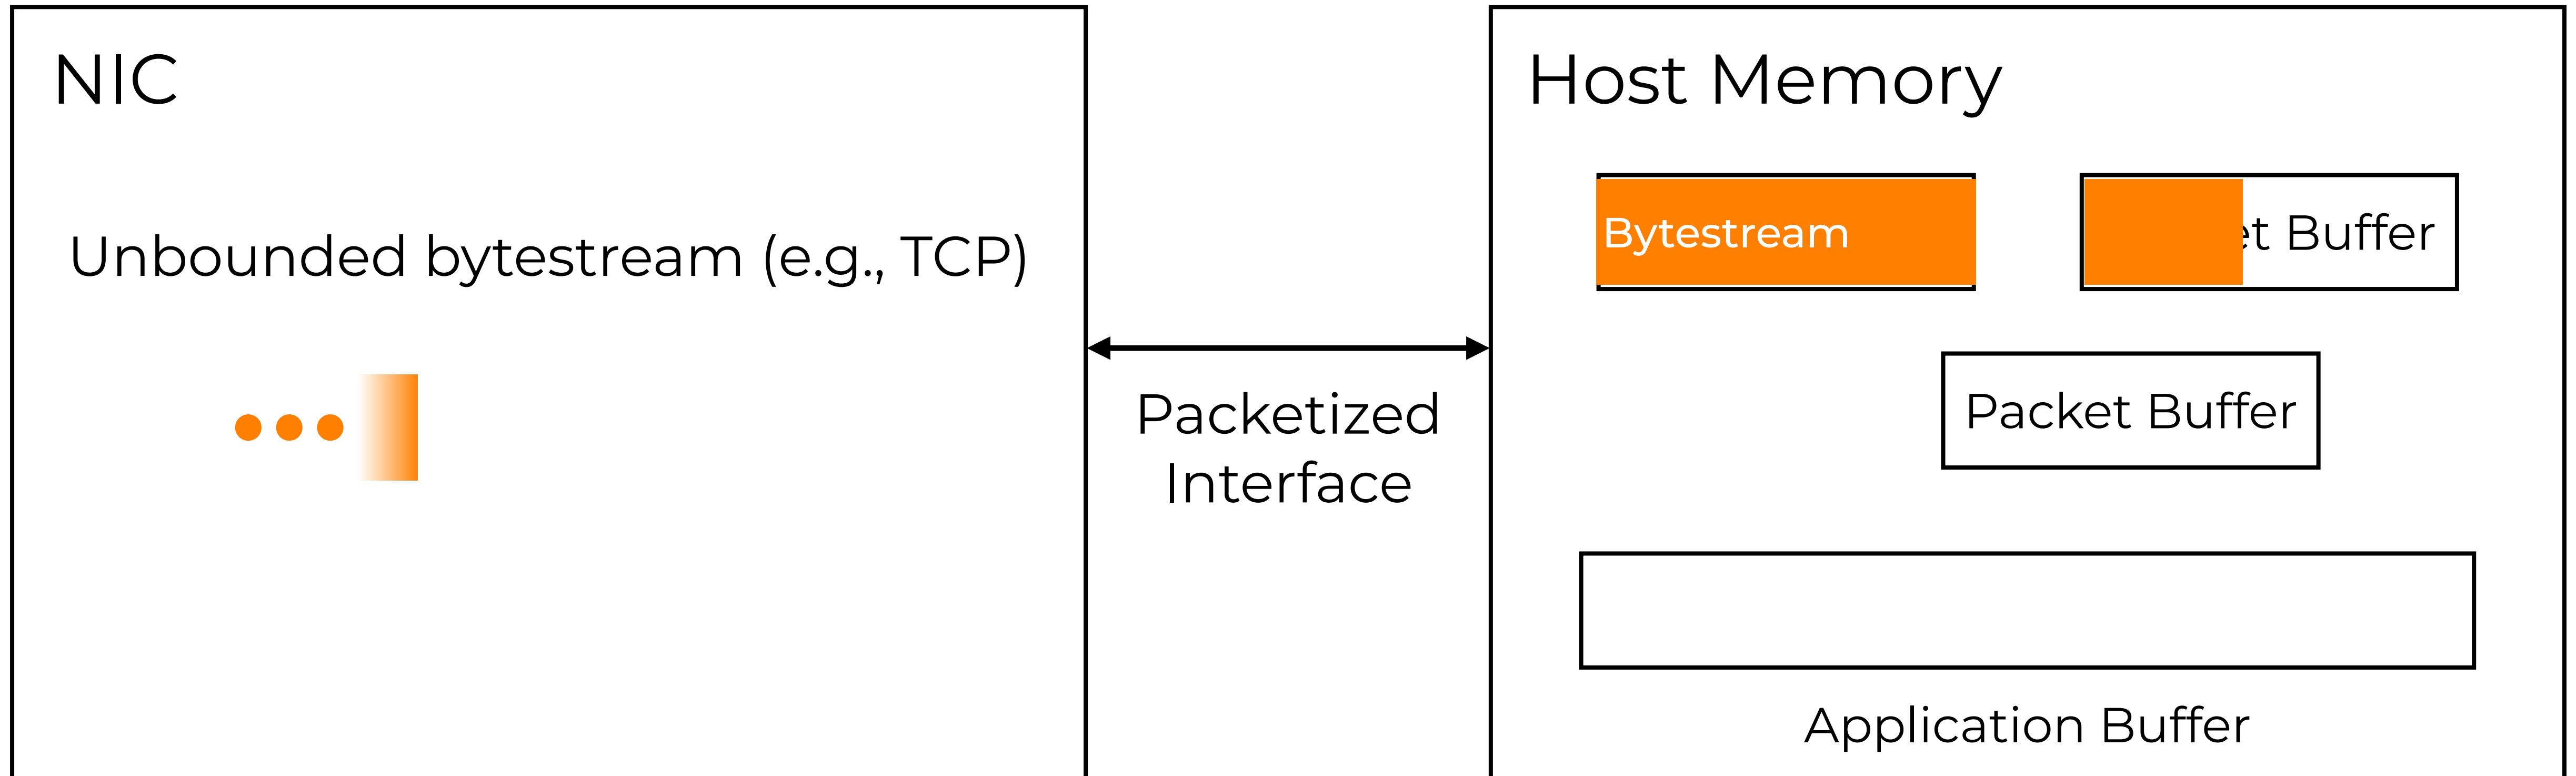 NIC
Unbounded bytestream (e.g., TCP)
Packetized
Interface
Host Memory
Bytestream
et Buffer
Packet Buffer
Application Buffer